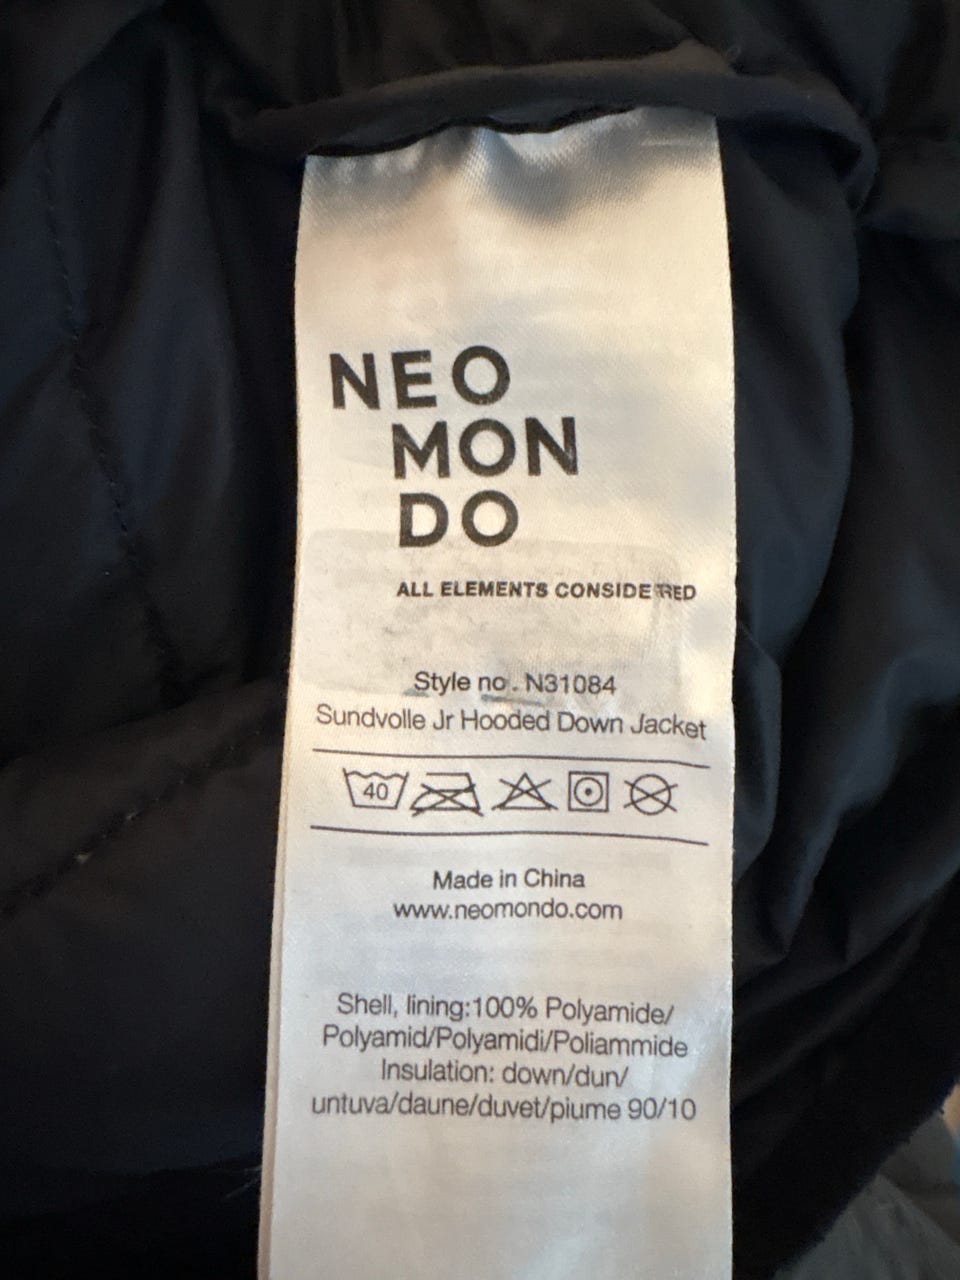 NEO
MON
DO
ALL ELEMENTS CONSIDERED
Style no. N31084
Sundvolle Jr Hooded Down Jacket
40
Made in China
www.neomondo.com
Shell, lining:100% Polyamide/
Polyamid/Polyamidi/Poliammide
Insulation: down/dun/
untuva/daune/duvet/piume 90/10